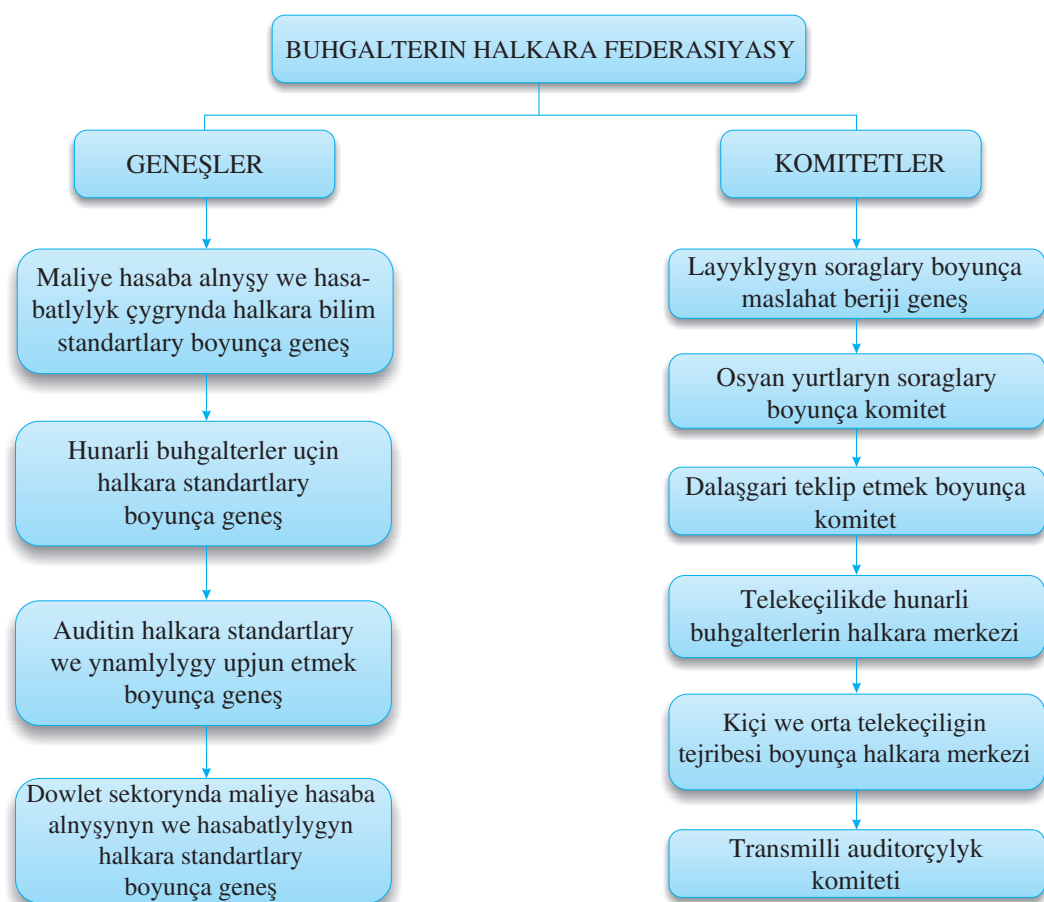 BUHGALTERIN HALKARA FEDERASIYASY
GENEŞLER
Maliye hasaba alnyşy we hasa-
batlylyk çygrynda halkara bilim
standartlary boyunça geneş
Hunarli buhgalterler uçin
halkara standartlary
boyunça geneş
Auditin halkara standartlary
we ynamlylygy upjun etmek
boyunça geneş
Dowlet sektorynda maliye hasaba
alnyşynyn we hasabatlylygyn
halkara standartlary
boyunça geneş
KOMITETLER
Layyklygyn soraglary boyunça
maslahat beriji geneş
Osyan yurtlaryn soraglary
boyunça komitet
Dalaşgari teklip etmek boyunça
komitet
Telekeçilikde hunarli
buhgalterlerin halkara merkezi
Kiçi we orta telekeçiligin
tejribesi boyunça halkara merkezi
Transmilli auditorçylyk
komiteti